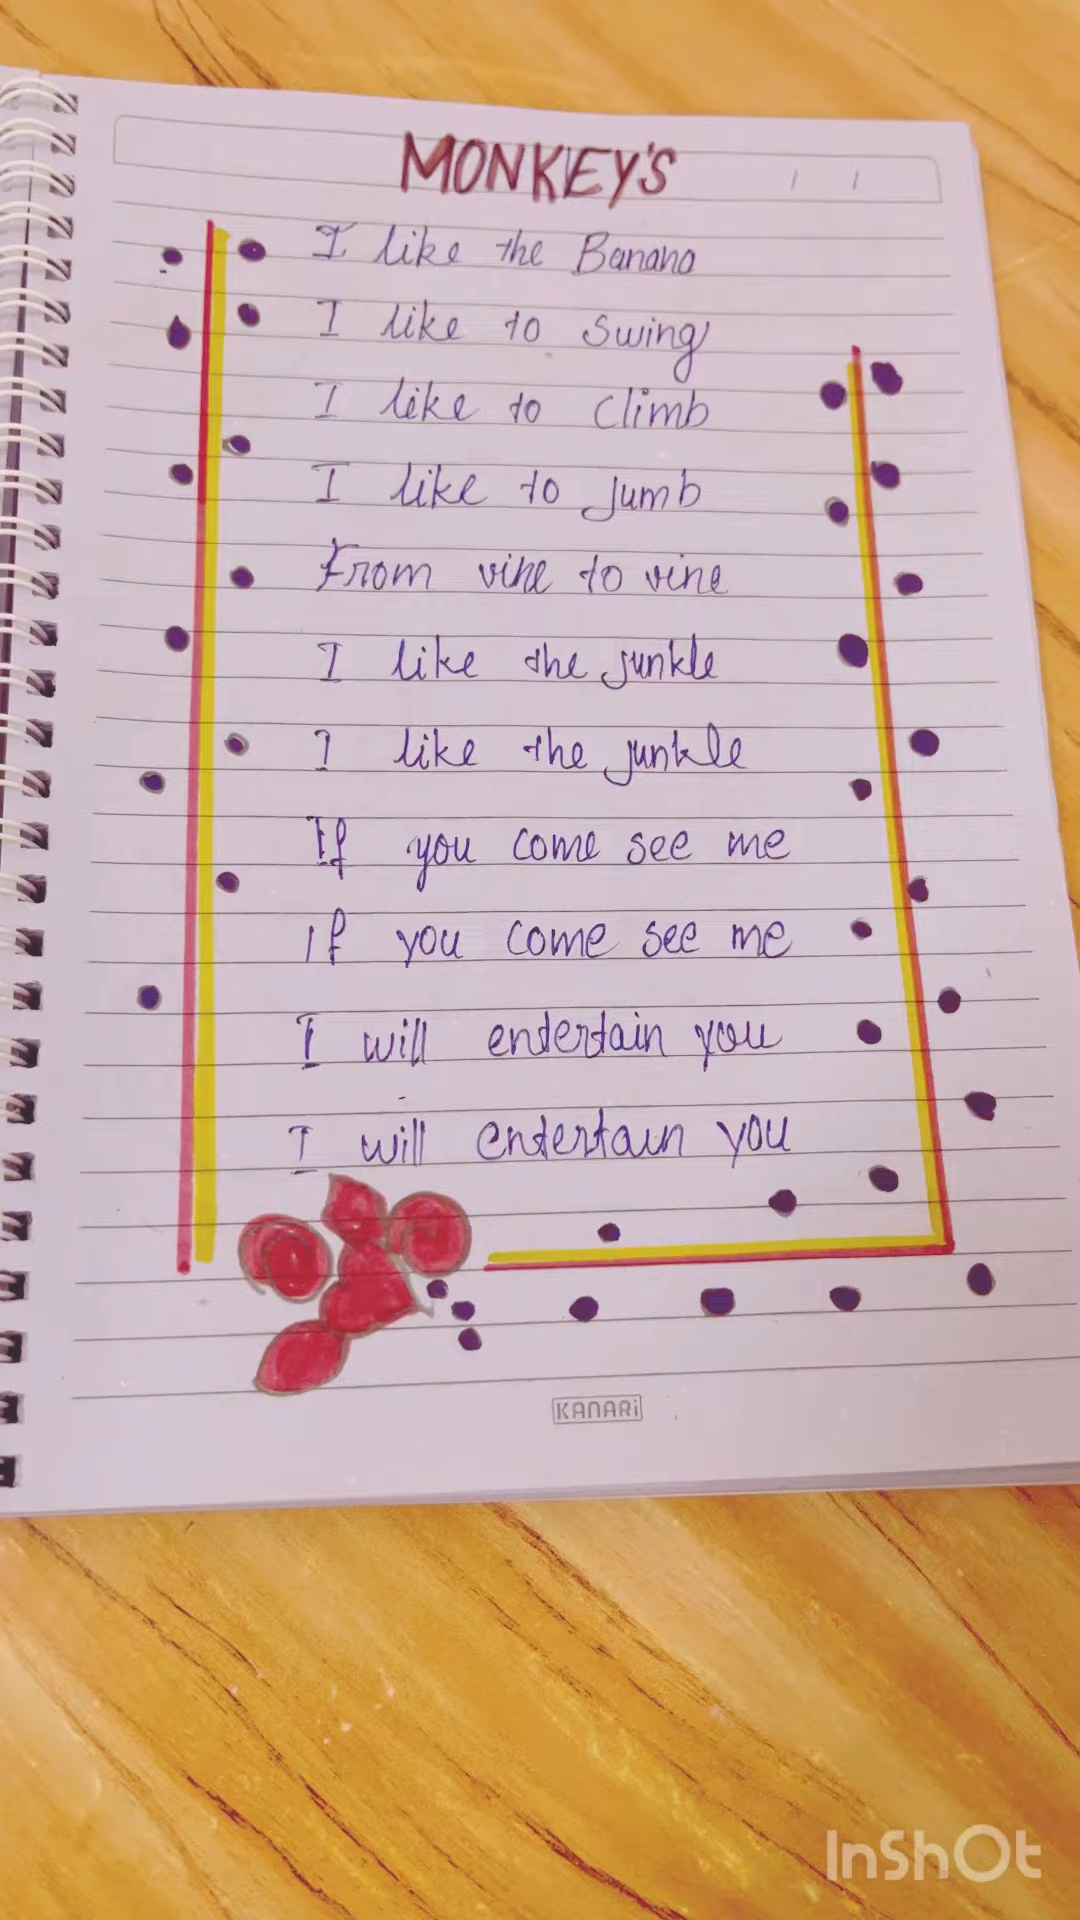 MONKEY'S
I like the Banana
I like to swing
I like to climb
I like to jumb
From vine to vine
I like the junkle
I like the junkle
If you come see me
If you come see me
I will entertain you
I will entertain you
KANARi
InShOt